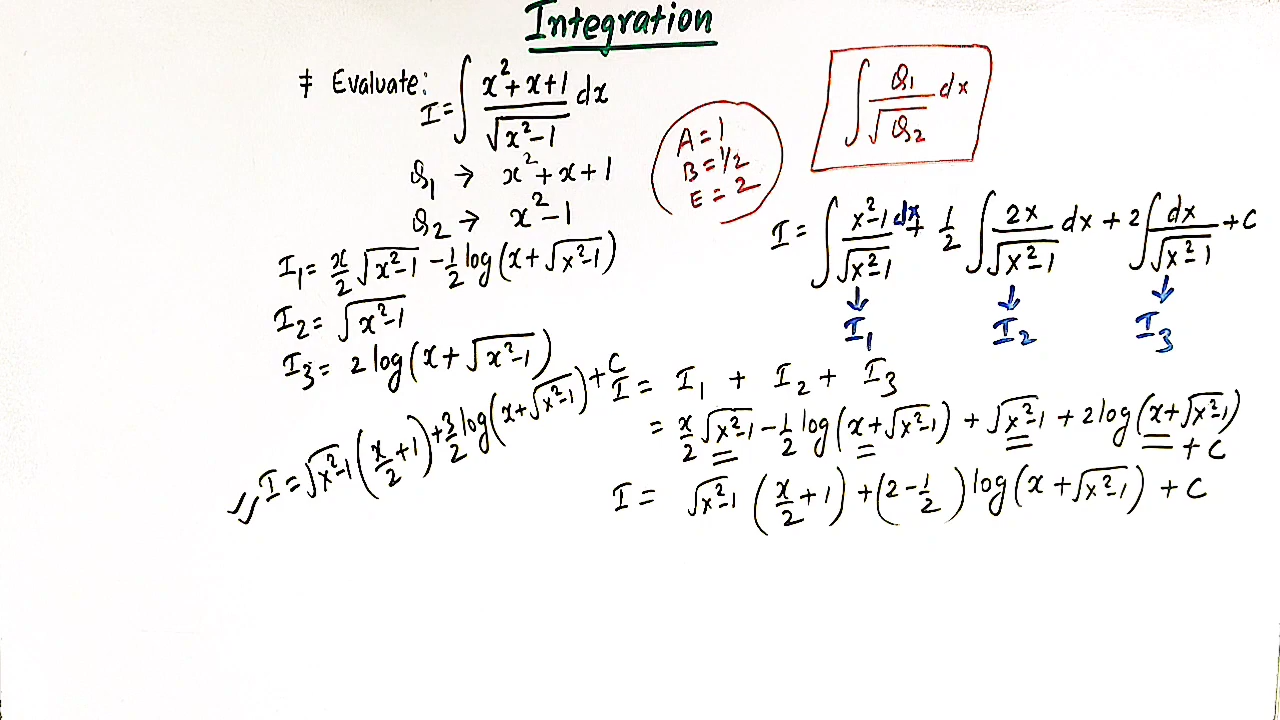 Integration
# Evaluate: I = ∫ (x²+x+1)/√(x²-1) dx
∫ Q₁/√Q₂ dx
Q₁ → x²+x+1
Q₂ → x²-1
A=1
B=1/2
E=2
I = ∫ (x²-1)/√(x²-1) dx + 1/2 ∫ 2x/√(x²-1) dx + 2∫ dx/√(x²-1) + C
↓ I₁ ↓ I₂ ↓ I₃
I₁ = x/2 √(x²-1) - 1/2 log(x+√(x²-1))
I₂ = √(x²-1)
I₃ = 2 log(x+√(x²-1))
I = I₁ + I₂ + I₃
= x/2 √(x²-1) - 1/2 log(x+√(x²-1)) + √(x²-1) + 2 log(x+√(x²-1)) + C
I = √(x²-1) (x/2+1) + (2-1/2) log(x+√(x²-1)) + C
I = √(x²-1) (x/2+1) + 3/2 log(x+√(x²-1)) + C